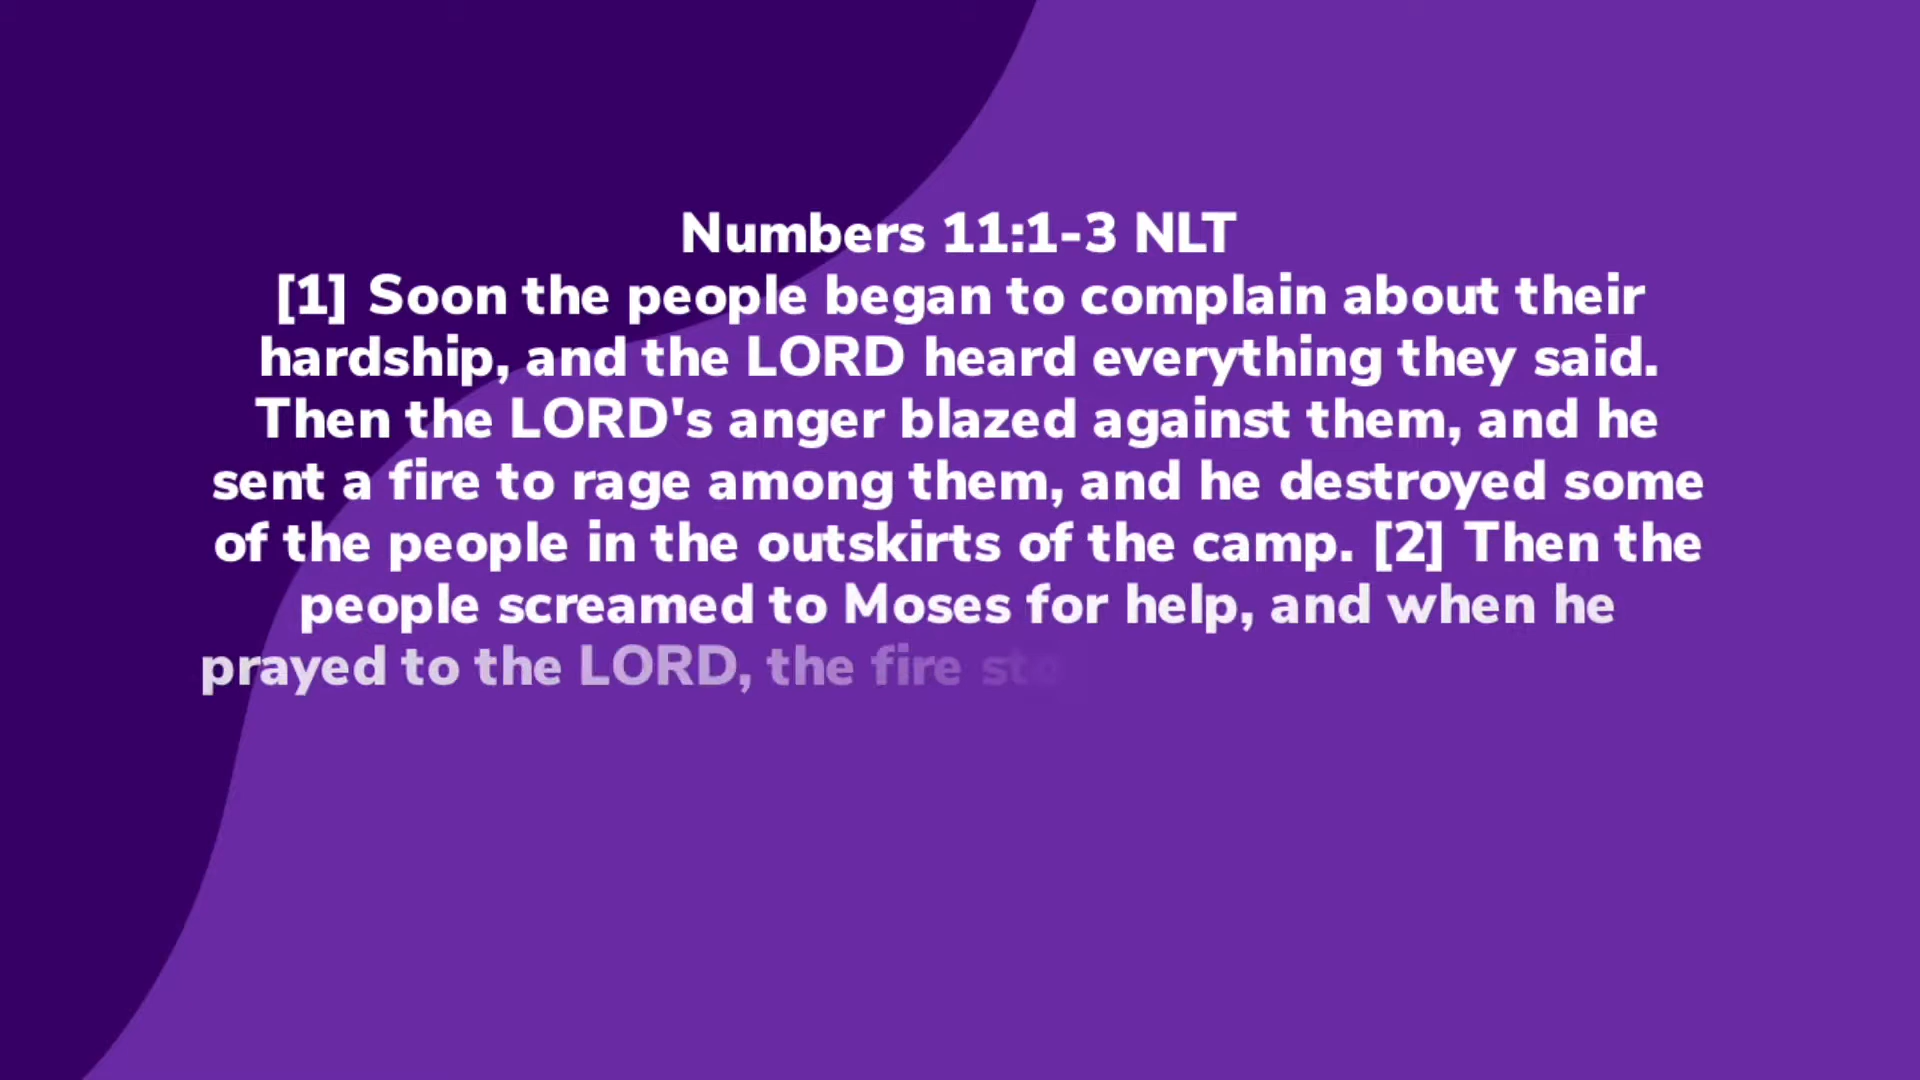 Numbers 11:1-3 NLT
[1] Soon the people began to complain about their
hardship, and the LORD heard everything they said.
Then the LORD's anger blazed against them, and he
sent a fire to rage among them, and he destroyed some
of the people in the outskirts of the camp. [2] Then the
people screamed to Moses for help, and when he
prayed to the LORD, the fire